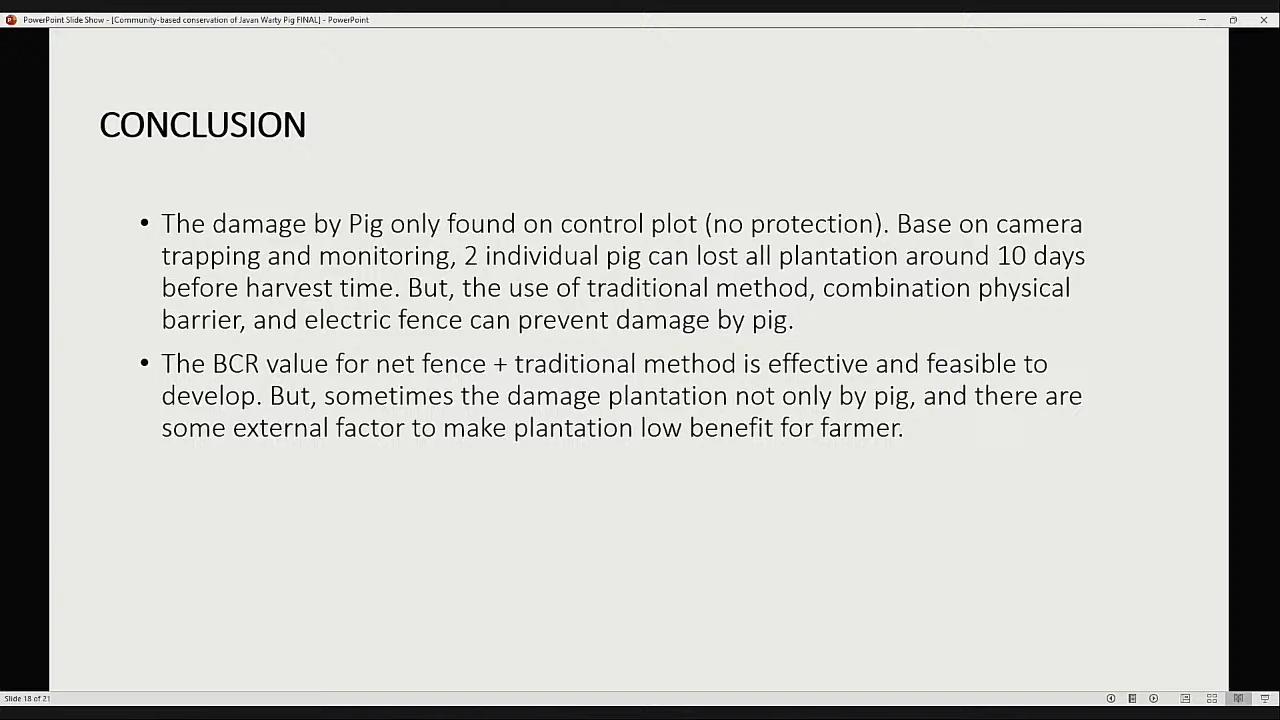 PowerPoint Slide Show - [Community-based conservation of Javan Warty Pig FINAL] - PowerPoint
CONCLUSION
• The damage by Pig only found on control plot (no protection). Base on camera
trapping and monitoring, 2 individual pig can lost all plantation around 10 days
before harvest time. But, the use of traditional method, combination physical
barrier, and electric fence can prevent damage by pig.
• The BCR value for net fence + traditional method is effective and feasible to
develop. But, sometimes the damage plantation not only by pig, and there are
some external factor to make plantation low benefit for farmer.
Slide 18 of 21